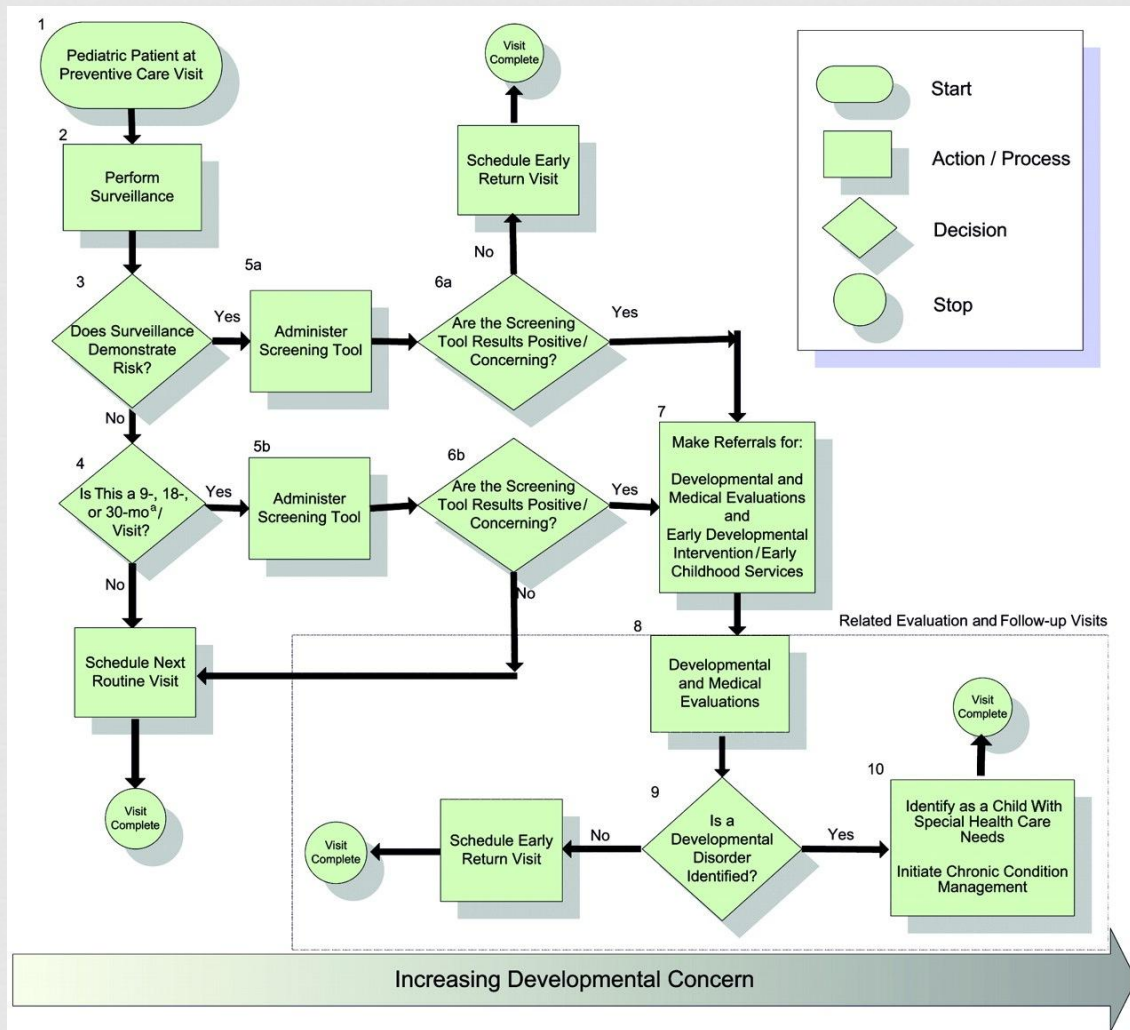 1
Pediatric Patient at
Preventive Care Visit
2
Perform
Surveillance
3
Does Surveillance
Demonstrate
Risk?
Yes
No
5a
Administer
Screening Tool
6a
Are the Screening
Tool Results Positive/
Concerning?
No
Yes
Schedule Early
Return Visit
Visit
Complete
4
Is This a 9-, 18-,
or 30-moᵃ/
Visit?
Yes
No
5b
Administer
Screening Tool
6b
Are the Screening
Tool Results Positive/
Concerning?
Yes
No
Schedule Next
Routine Visit
Visit
Complete
7
Make Referrals for:
Developmental and
Medical Evaluations
and
Early Developmental
Intervention/Early
Childhood Services
Related Evaluation and Follow-up Visits
8
Developmental
and Medical
Evaluations
9
Is a
Developmental
Disorder
Identified?
No
Yes
Schedule Early
Return Visit
Visit
Complete
10
Identify as a Child With
Special Health Care
Needs
Initiate Chronic Condition
Management
Visit
Complete
Start
Action / Process
Decision
Stop
Increasing Developmental Concern